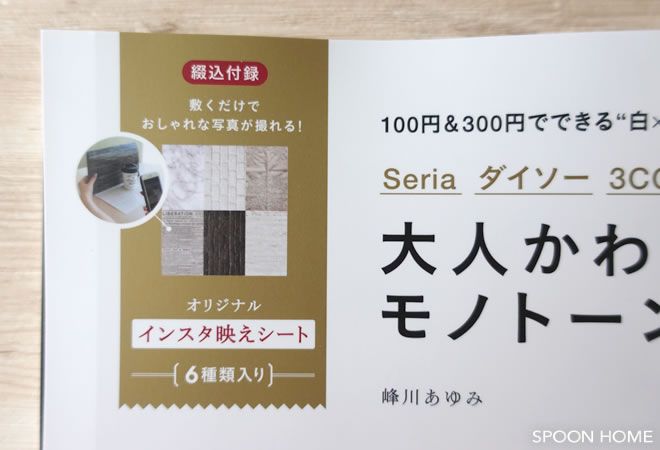 綴込付録
敷くだけで
おしゃれな写真が撮れる!
LIBERATION
オリジナル
インスタ映えシート
6種類入り
100円&300円でできる“白×
Seria ダイソー 3CO
大人かわ
モノトーン
峰川あゆみ
SPOON HOME